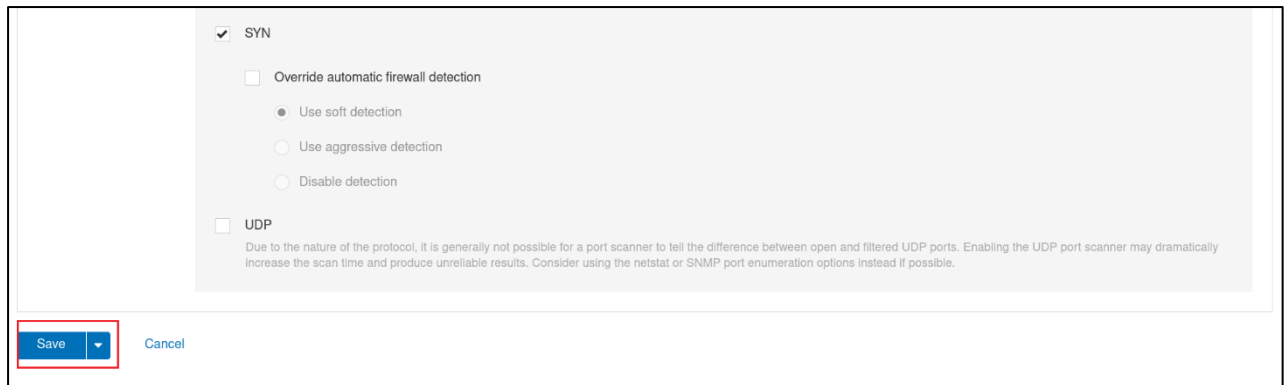 SYN
Override automatic firewall detection
Use soft detection
Use aggressive detection
Disable detection
UDP
Due to the nature of the protocol, it is generally not possible for a port scanner to tell the difference between open and filtered UDP ports. Enabling the UDP port scanner may dramatically
increase the scan time and produce unreliable results. Consider using the netstat or SNMP port enumeration options instead if possible.
Save Cancel